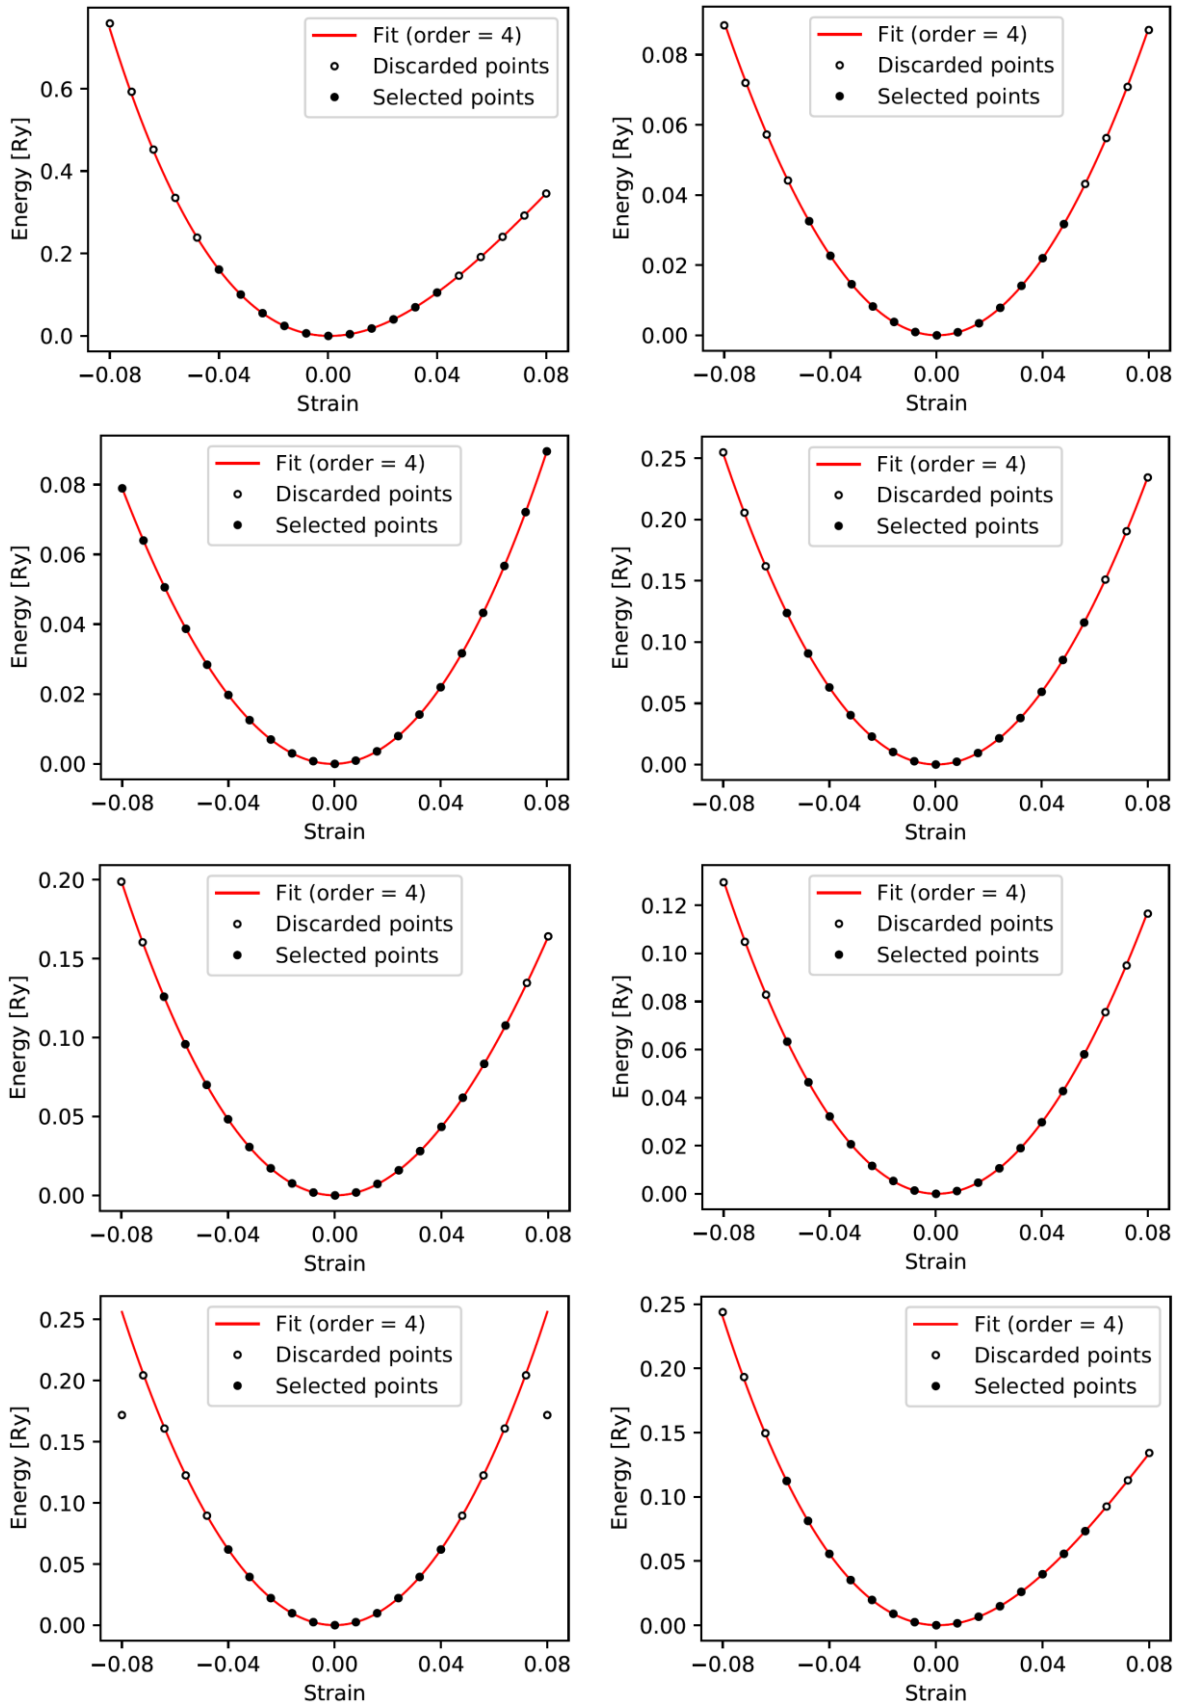 Fit (order = 4)
Discarded points
Selected points
Energy [Ry]
0.6
0.4
0.2
0.0
−0.08 −0.04 0.00 0.04 0.08
Strain
Fit (order = 4)
Discarded points
Selected points
Energy [Ry]
0.08
0.06
0.04
0.02
0.00
−0.08 −0.04 0.00 0.04 0.08
Strain
Fit (order = 4)
Discarded points
Selected points
Energy [Ry]
0.08
0.06
0.04
0.02
0.00
−0.08 −0.04 0.00 0.04 0.08
Strain
Fit (order = 4)
Discarded points
Selected points
Energy [Ry]
0.25
0.20
0.15
0.10
0.05
0.00
−0.08 −0.04 0.00 0.04 0.08
Strain
Fit (order = 4)
Discarded points
Selected points
Energy [Ry]
0.20
0.15
0.10
0.05
0.00
−0.08 −0.04 0.00 0.04 0.08
Strain
Fit (order = 4)
Discarded points
Selected points
Energy [Ry]
0.12
0.10
0.08
0.06
0.04
0.02
0.00
−0.08 −0.04 0.00 0.04 0.08
Strain
Fit (order = 4)
Discarded points
Selected points
Energy [Ry]
0.25
0.20
0.15
0.10
0.05
0.00
−0.08 −0.04 0.00 0.04 0.08
Strain
Fit (order = 4)
Discarded points
Selected points
Energy [Ry]
0.25
0.20
0.15
0.10
0.05
0.00
−0.08 −0.04 0.00 0.04 0.08
Strain